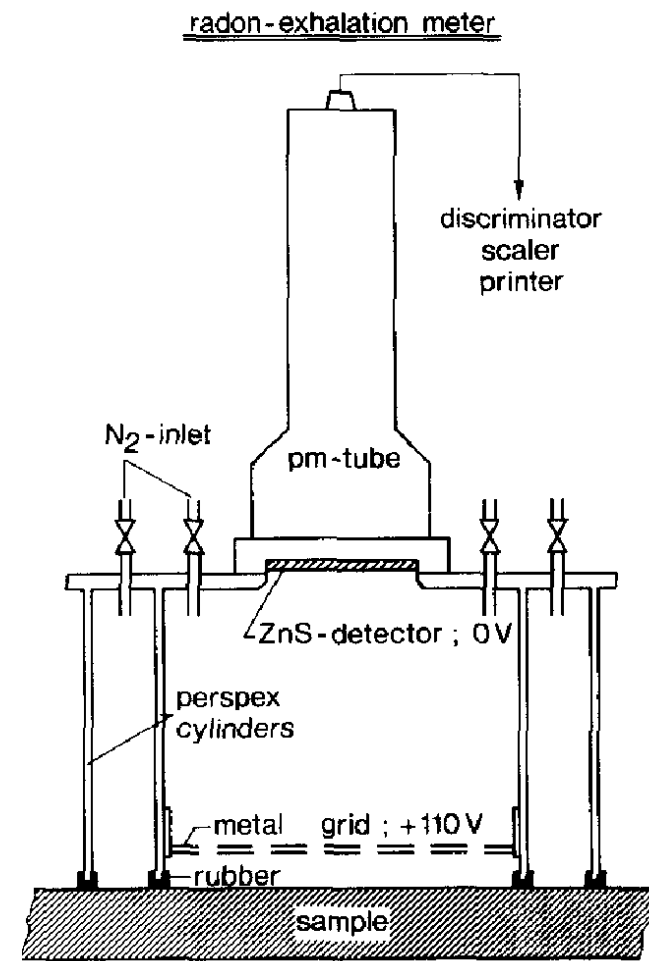 radon-exhalation meter
discriminator
scaler
printer
N2-inlet
pm-tube
ZnS-detector ; 0V
perspex
cylinders
metal grid ; +110V
rubber
sample